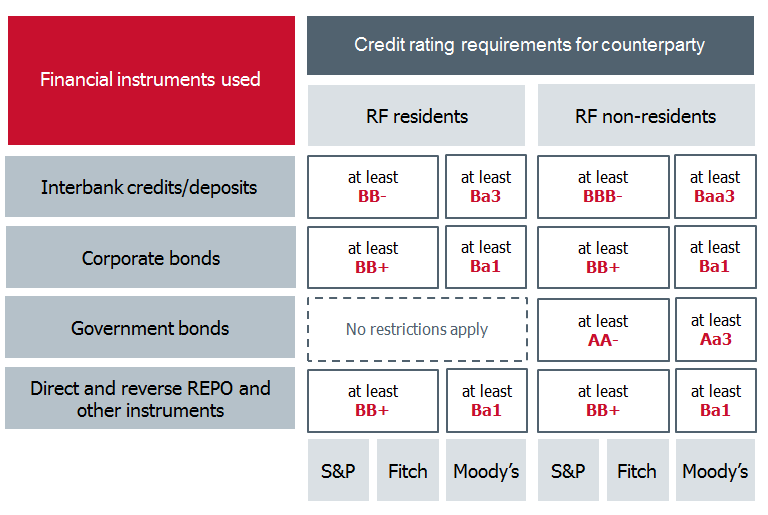 Financial instruments used
Credit rating requirements for counterparty
RF residents
RF non-residents
Interbank credits/deposits
at least
BB-
at least
Ba3
at least
BBB-
at least
Baa3
Corporate bonds
at least
BB+
at least
Ba1
at least
BB+
at least
Ba1
Government bonds
No restrictions apply
at least
AA-
at least
Aa3
Direct and reverse REPO and
other instruments
at least
BB+
at least
Ba1
at least
BB+
at least
Ba1
S&P
Fitch
Moody's
S&P
Fitch
Moody's